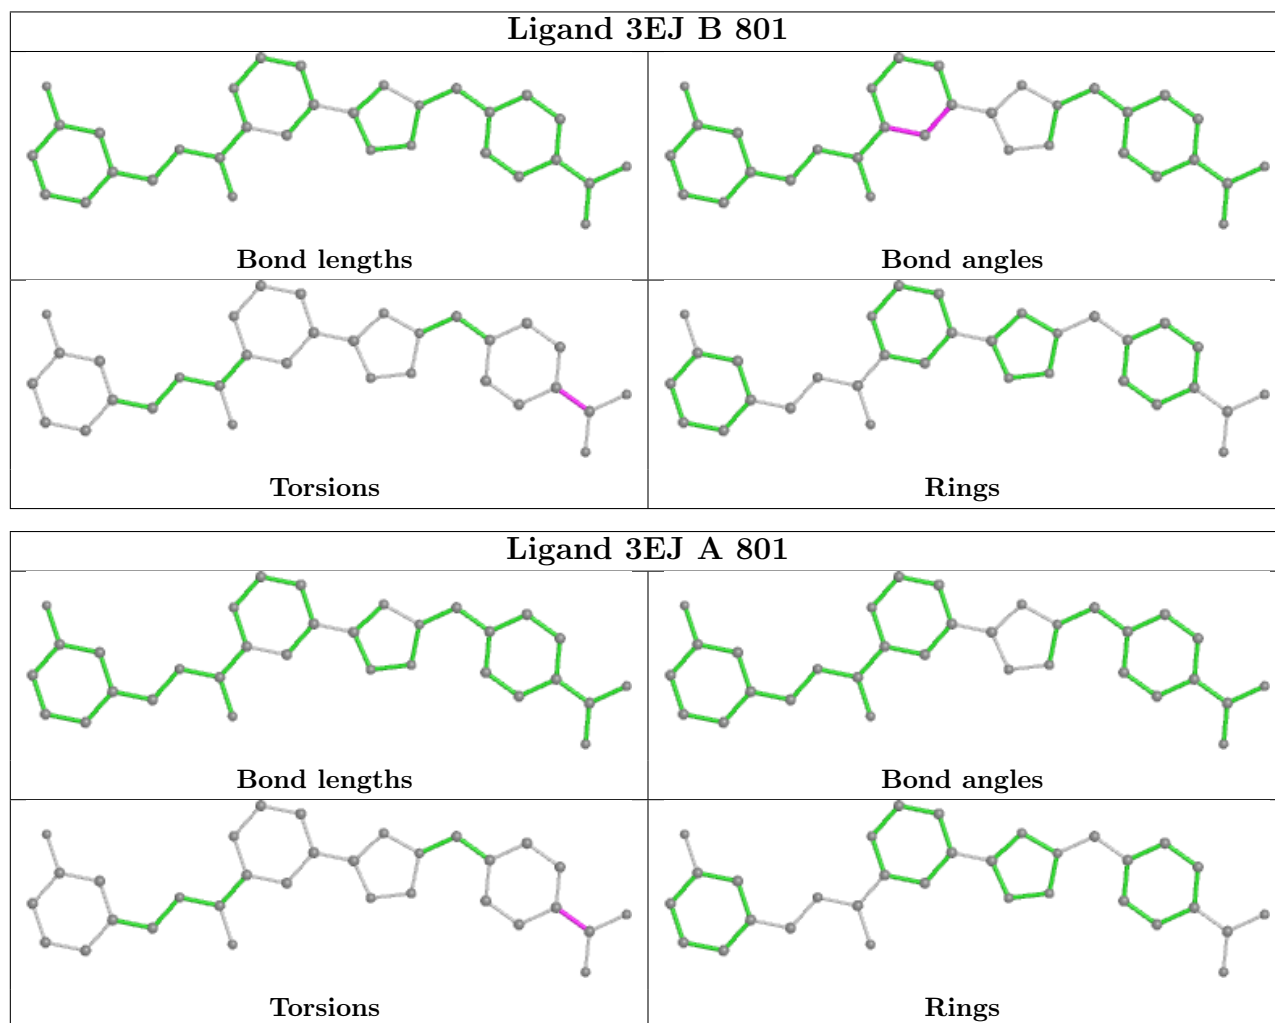 Ligand 3EJ B 801
Bond lengths
Bond angles
Torsions
Rings
Ligand 3EJ A 801
Bond lengths
Bond angles
Torsions
Rings